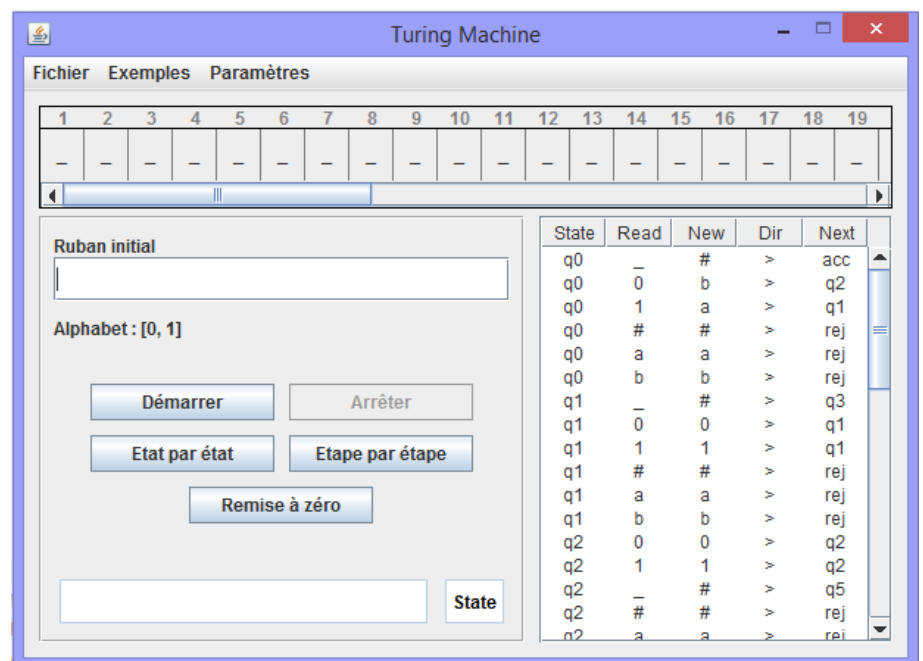 Turing Machine
Fichier Exemples Paramètres
1 2 3 4 5 6 7 8 9 10 11 12 13 14 15 16 17 18 19
_ _ _ _ _ _ _ _ _ _ _ _ _ _ _ _ _ _ _
Ruban initial
Alphabet : [0, 1]
Démarrer Arrêter
Etat par état Etape par étape
Remise à zéro
State
State Read New Dir Next
q0 _ # > acc
q0 0 b > q2
q0 1 a > q1
q0 # # > rej
q0 a a > rej
q0 b b > rej
q1 _ # > q3
q1 0 0 > q1
q1 1 1 > q1
q1 # # > rej
q1 a a > rej
q1 b b > rej
q2 0 0 > q2
q2 1 1 > q2
q2 _ # > q5
q2 # # > rej
q2 a a > rej